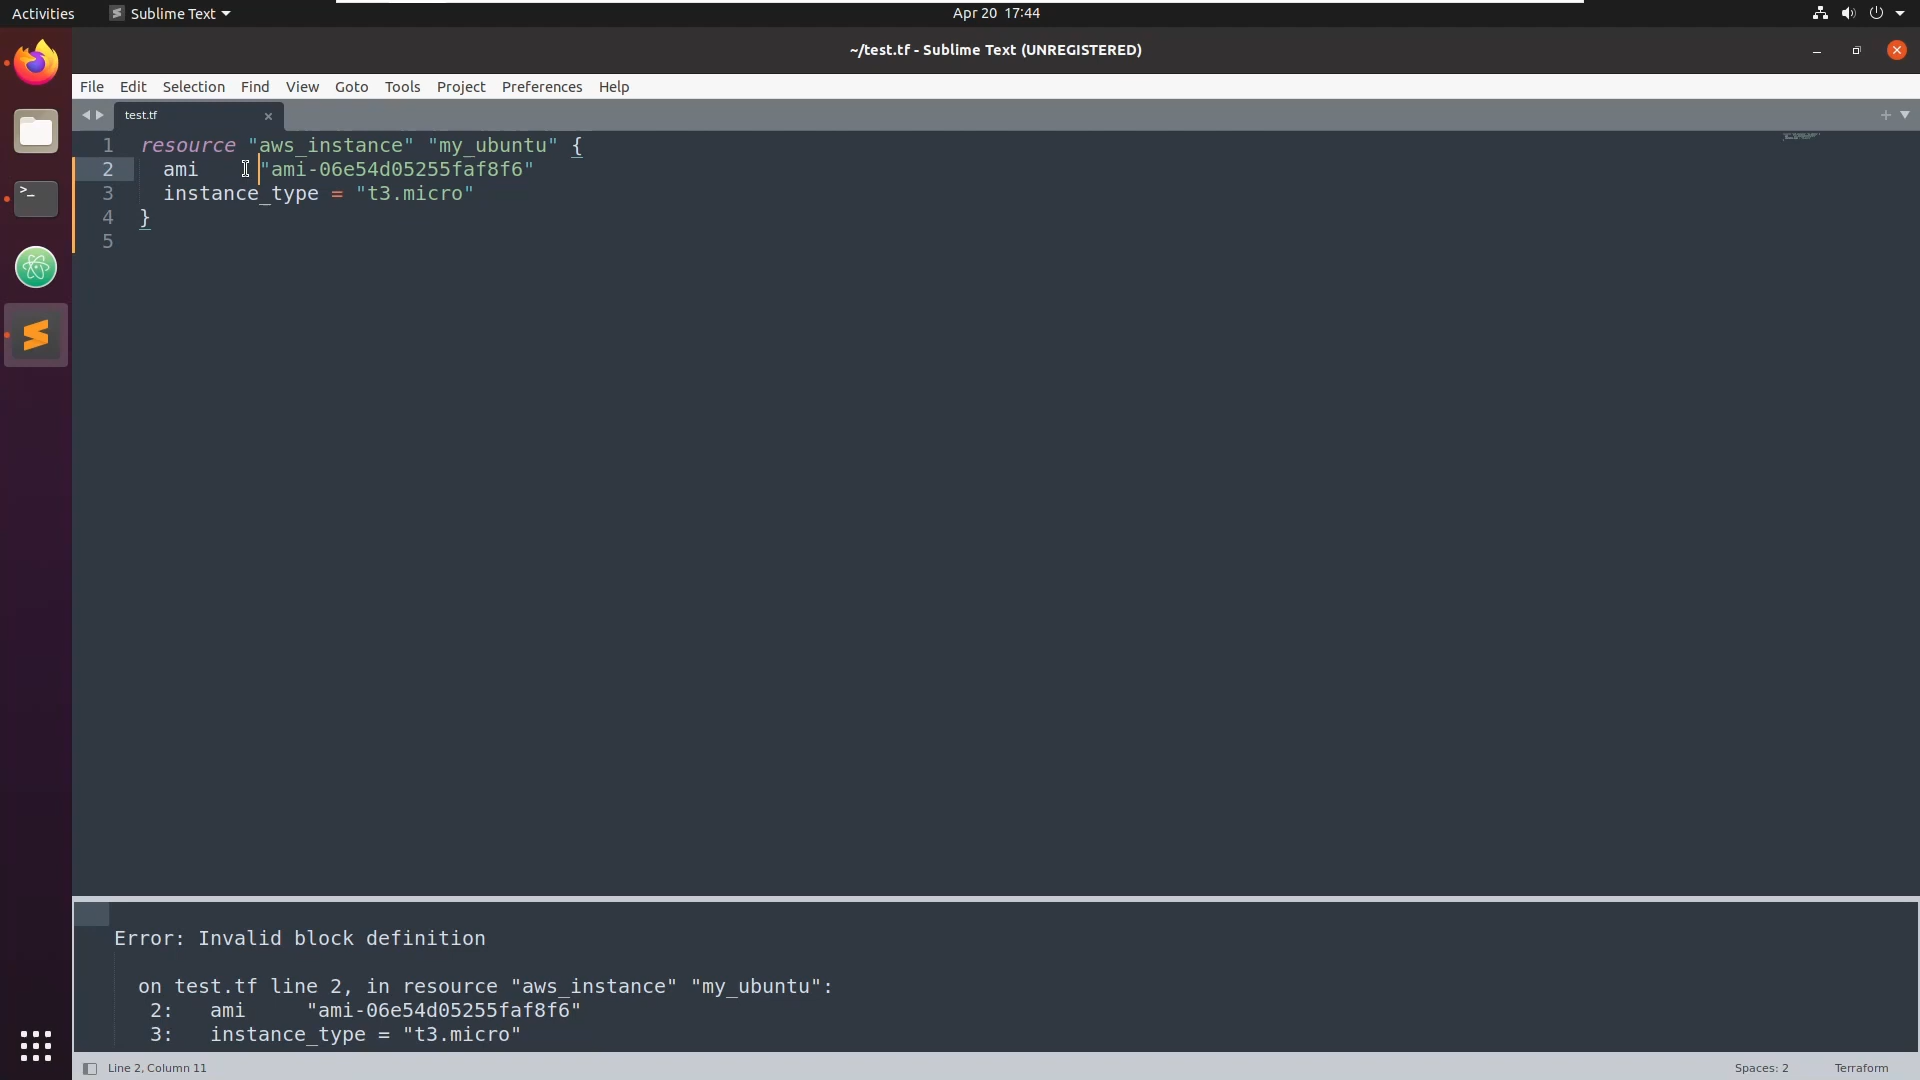 Activities Sublime Text Apr 20 17:44
~/test.tf - Sublime Text (UNREGISTERED)
File Edit Selection Find View Goto Tools Project Preferences Help
test.tf
1 resource "aws_instance" "my_ubuntu" {
2   ami     "ami-06e54d05255faf8f6"
3   instance_type = "t3.micro"
4 }
5
Error: Invalid block definition
on test.tf line 2, in resource "aws_instance" "my_ubuntu":
2:   ami     "ami-06e54d05255faf8f6"
3:   instance_type = "t3.micro"
Line 2, Column 11 Spaces: 2 Terraform